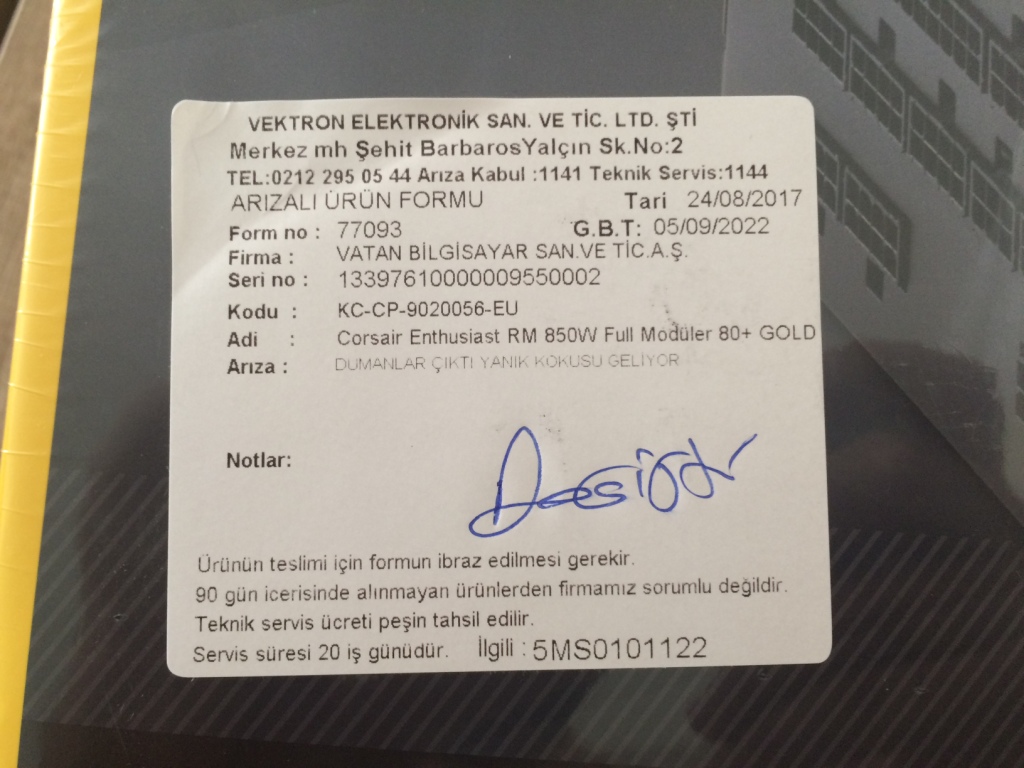 VEKTRON ELEKTRONİK SAN. VE TİC. LTD. ŞTİ
Merkez mh Şehit BarbarosYalçın Sk.No:2
TEL:0212 295 05 44 Arıza Kabul :1141 Teknik Servis:1144
ARIZALI ÜRÜN FORMU Tari 24/08/2017
Form no : 77093 G.B.T: 05/09/2022
Firma : VATAN BİLGİSAYAR SAN.VE TİC.A.Ş.
Seri no : 13397610000009550002
Kodu : KC-CP-9020056-EU
Adi : Corsair Enthusiast RM 850W Full Modüler 80+ GOLD
Arıza : DUMANLAR ÇIKTI YANIK KOKUSU GELİYOR
Notlar:
Ürünün teslimi için formun ibraz edilmesi gerekir.
90 gün icerisinde alınmayan ürünlerden firmamız sorumlu değildir.
Teknik servis ücreti peşin tahsil edilir.
Servis süresi 20 iş günüdür. İlgili : 5MS0101122